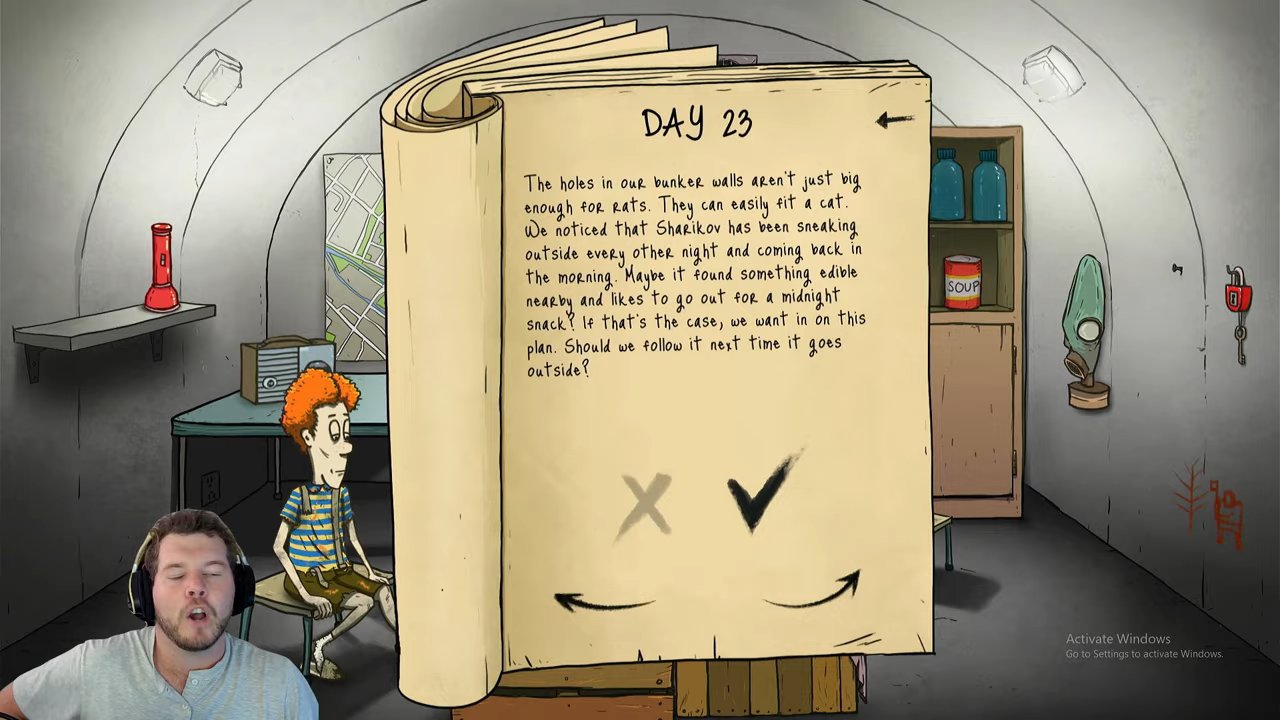 DAY 23
The holes in our bunker walls aren't just big
enough for rats. They can easily fit a cat.
We noticed that Sharikov has been sneaking
outside every other night and coming back in
the morning. Maybe it found something edible
nearby and likes to go out for a midnight
snack? If that's the case, we want in on this
plan. Should we follow it next time it goes
outside?
SOUP
Activate Windows
Go to Settings to activate Windows.